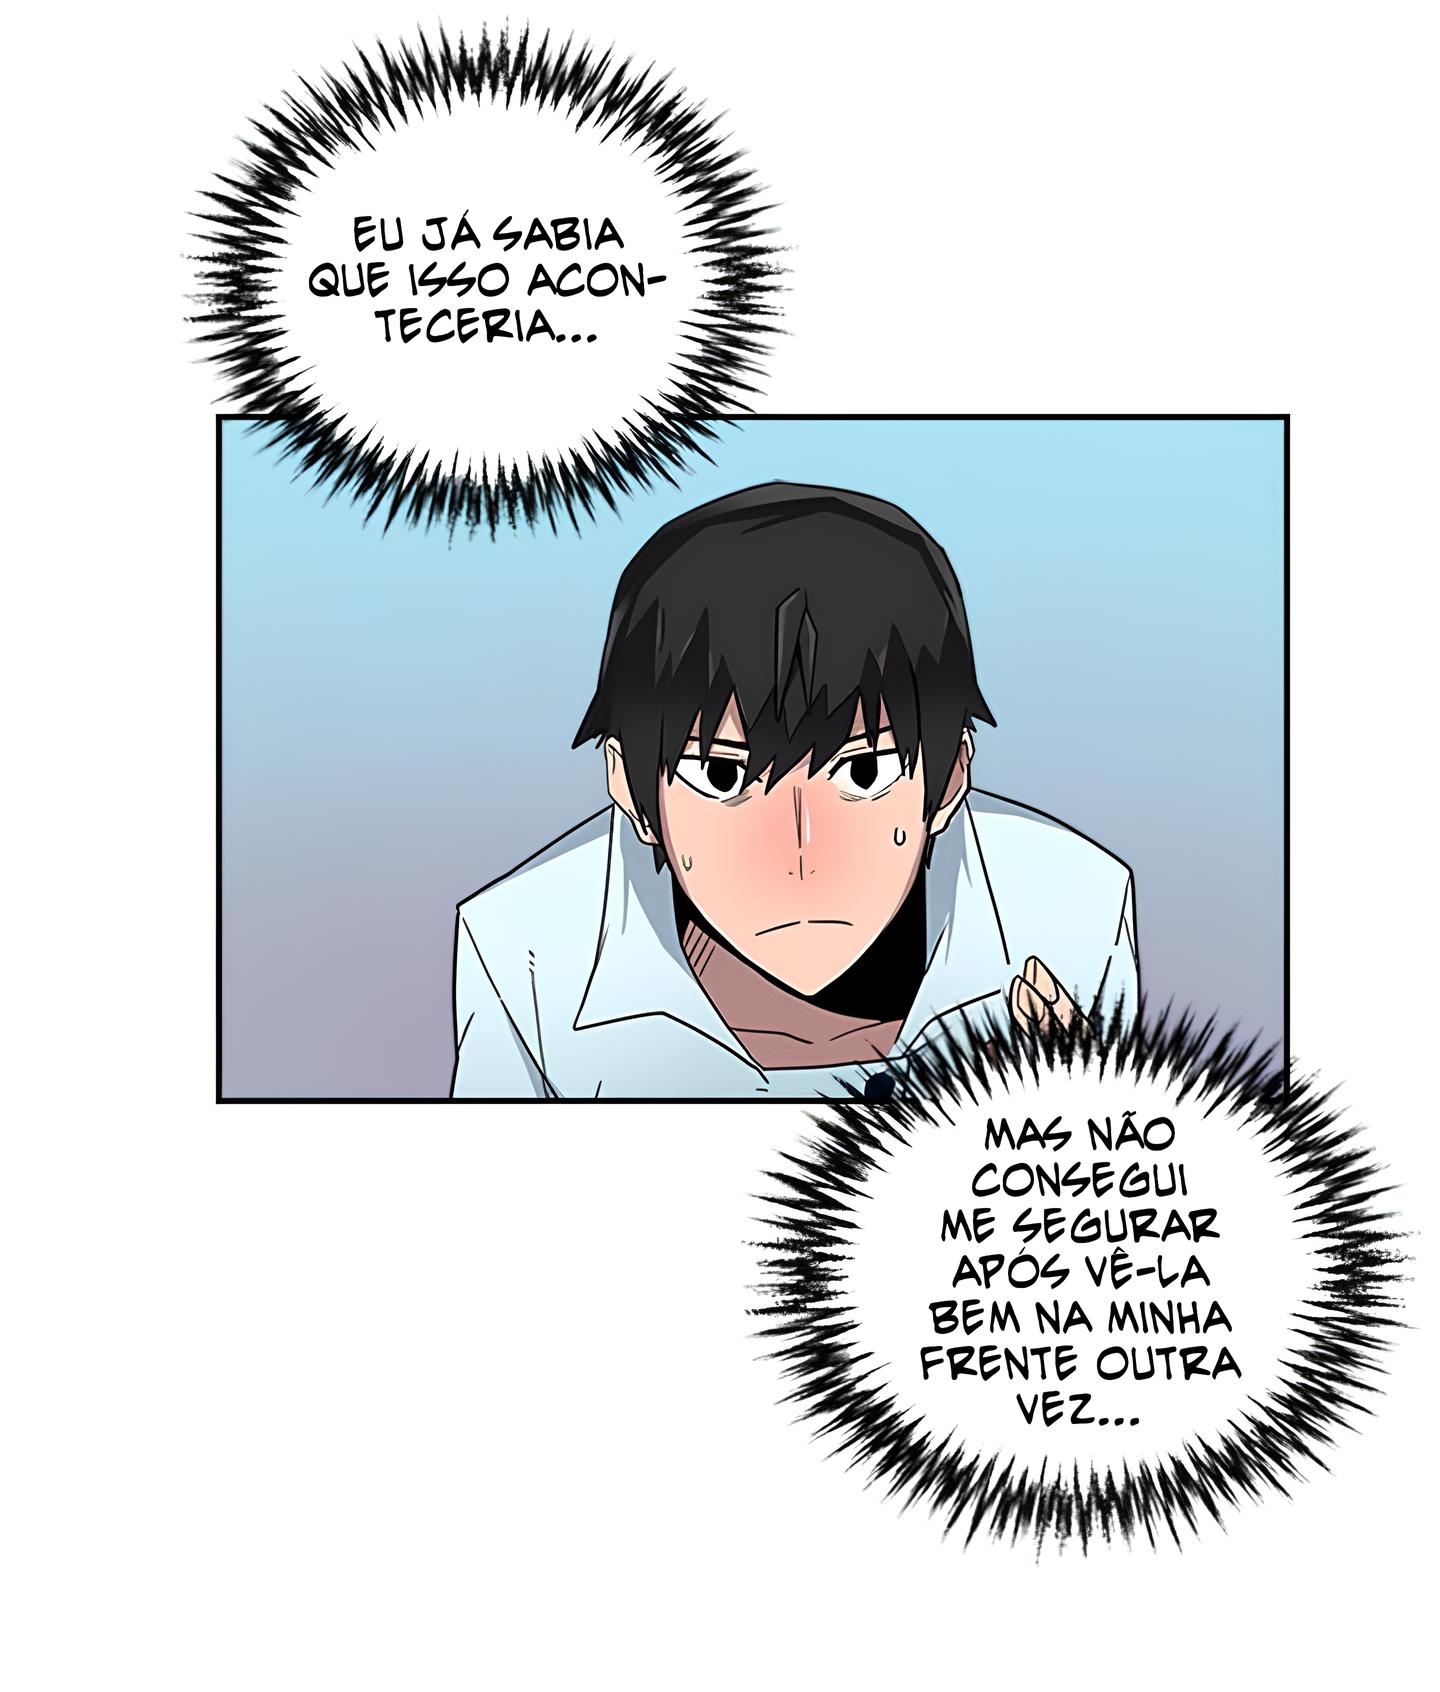 EU JÁ SABIA
QUE ISSO ACON-
TECERIA...
MAS NÃO
CONSEGUI
ME SEGURAR
APÓS VÊ-LA
BEM NA MINHA
FRENTE OUTRA
VEZ...